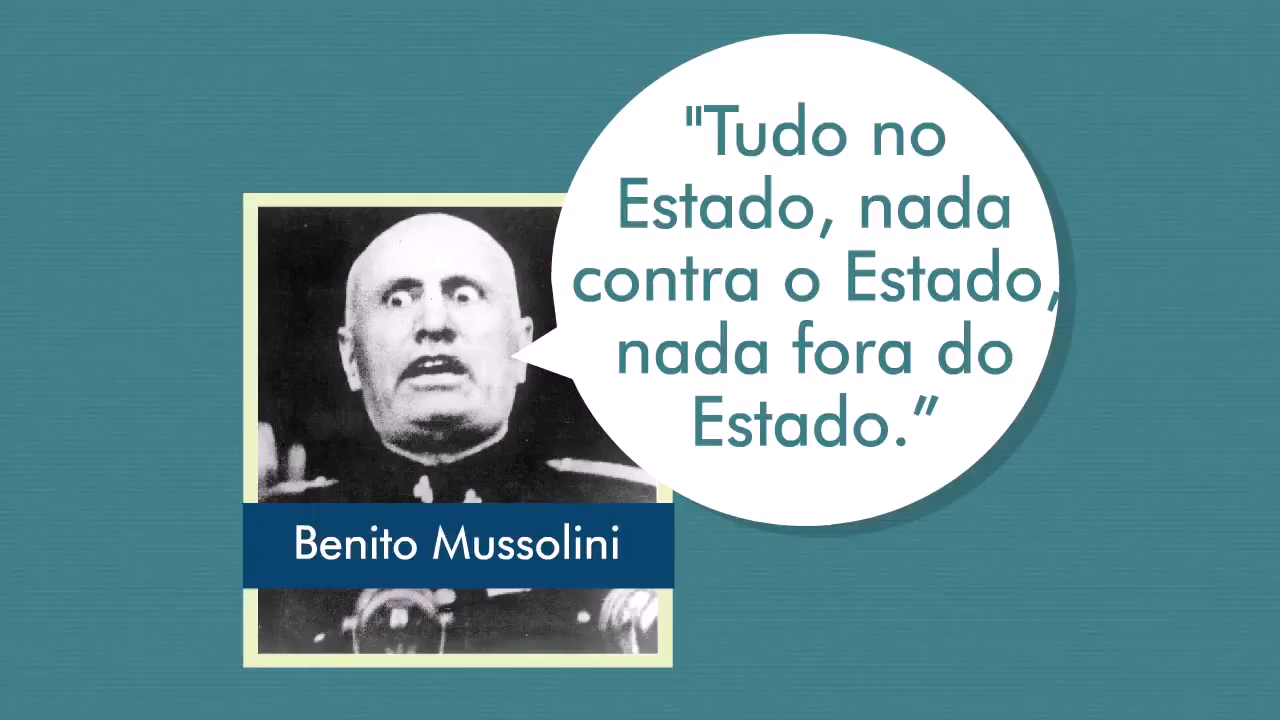 "Tudo no
Estado, nada
contra o Estado,
nada fora do
Estado.”
Benito Mussolini